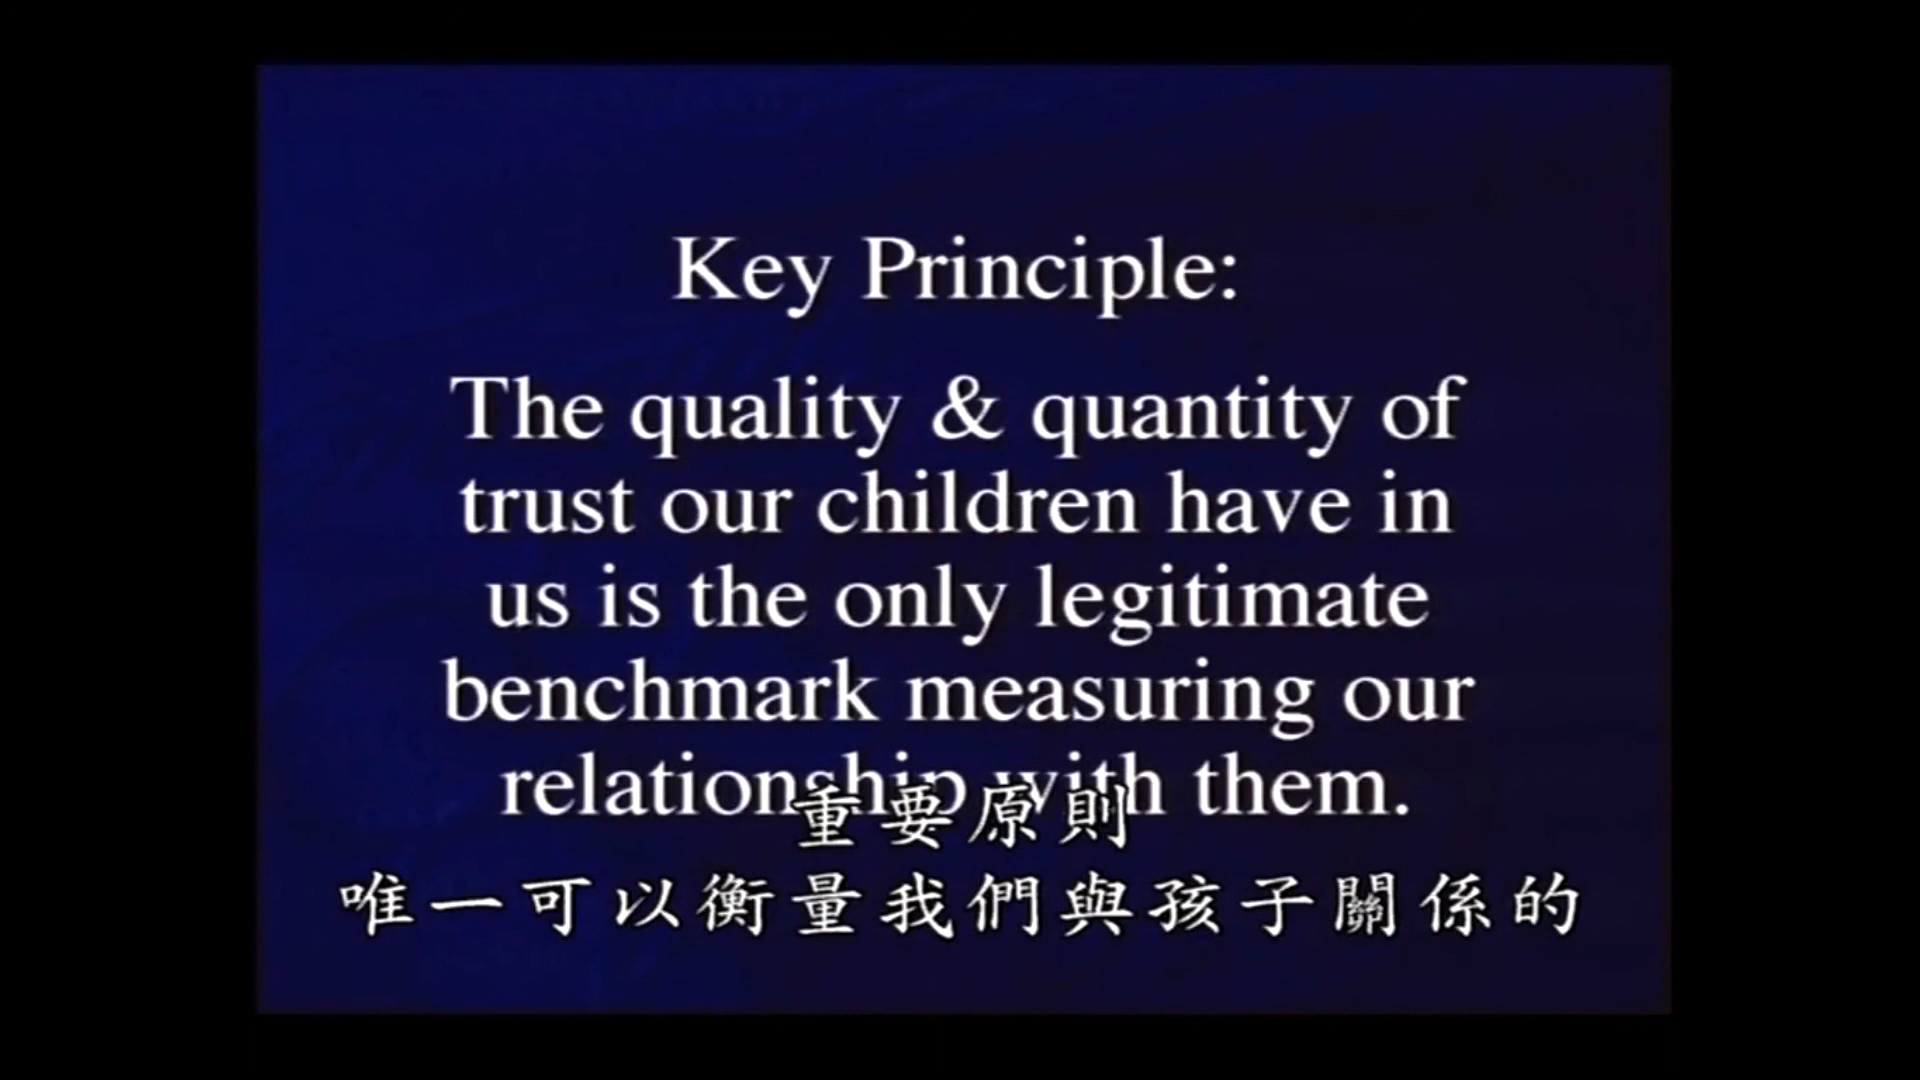 Key Principle:
The quality & quantity of
trust our children have in
us is the only legitimate
benchmark measuring our
relationship with them.
重要原則
唯一可以衡量我們與孩子關係的